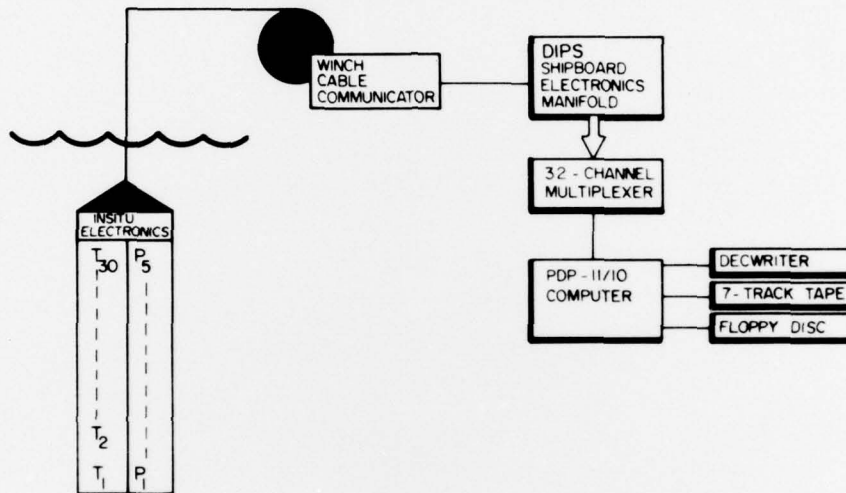 WINCH
CABLE
COMMUNICATOR
DIPS
SHIPBOARD
ELECTRONICS
MANIFOLD
32 - CHANNEL
MULTIPLEXER
INSITU
ELECTRONICS
T30 P5
T2
T1 P1
PDP - 11/10
COMPUTER
DECWRITER
7 - TRACK TAPE
FLOPPY DISC